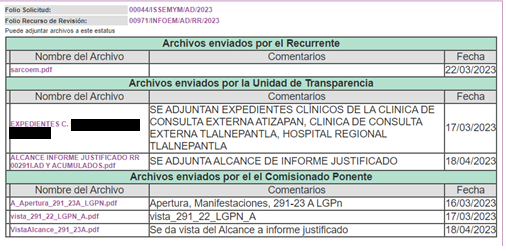 Folio Solicitud: 00044/ISSEMYM/AD/2023
Folio Recurso de Revisión: 00971/INFOEM/AD/RR/2023
Puede adjuntar archivos a este estatus
Archivos enviados por el Recurrente
Nombre del Archivo Comentarios Fecha
sarcoem.pdf 22/03/2023
Archivos enviados por la Unidad de Transparencia
Nombre del Archivo Comentarios Fecha
SE ADJUNTAN EXPEDIENTES CLÍNICOS DE LA CLINICA DE
EXPEDIENTES C. CONSULTA EXTERNA ATIZAPAN, CLINICA DE CONSULTA 17/03/2023
EXTERNA TLALNEPANTLA, HOSPITAL REGIONAL
TLALNEPANTLA
ALCANCE INFORME JUSTIFICADO RR
00291I.AD Y ACUMULADOS.pdf SE ADJUNTA ALCANCE DE INFORME JUSTIFICADO 18/04/2023
Archivos enviados por el el Comisionado Ponente
Nombre del Archivo Comentarios Fecha
A_Apertura_291_23A_LGPN.pdf Apertura, Manifestaciones, 291-23 A LGPn 16/03/2023
vista_291_22_LGPN_A.pdf vista_291_22_LGPN_A 17/03/2023
VistaAlcance_291_23A.pdf Se da vista del Alcance a informe justificado 18/04/2023